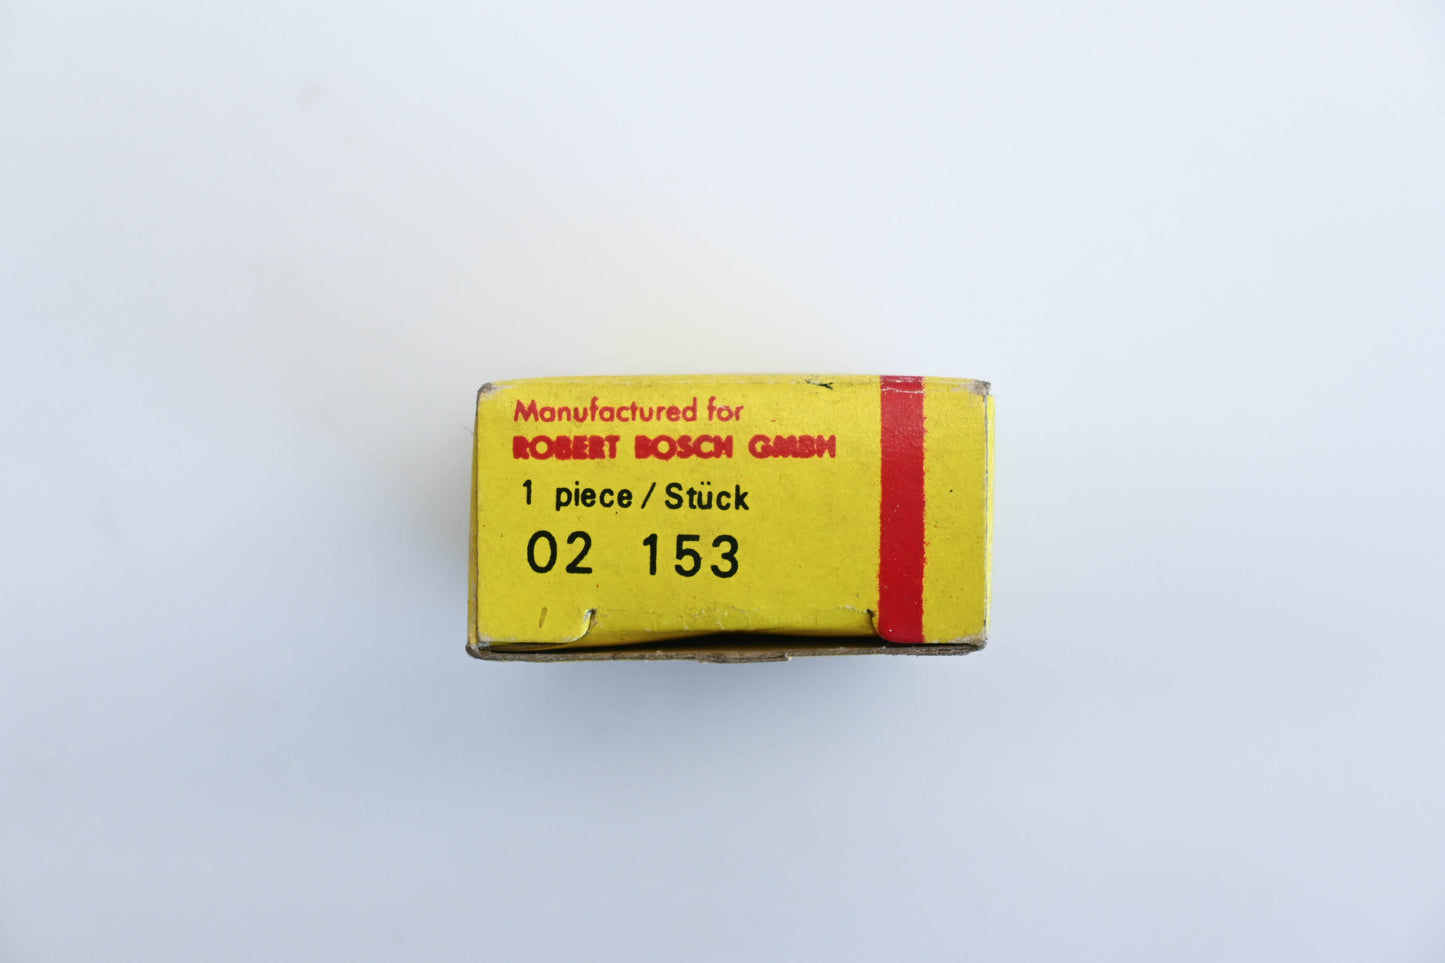 Manufactured for
ROBERT BOSCH GMBH
1 piece / Stück
02 153